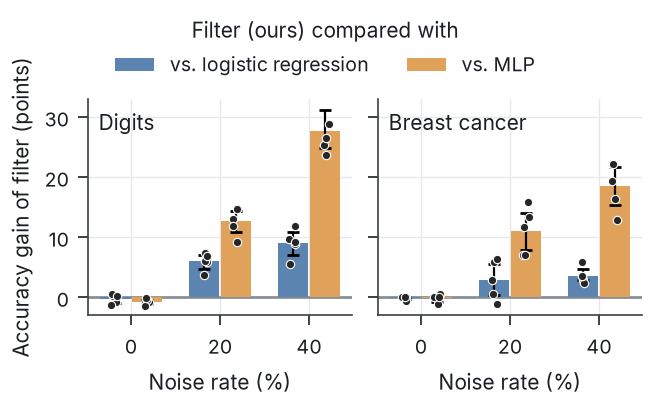 Filter (ours) compared with
vs. logistic regression
vs. MLP
Accuracy gain of filter (points)
Digits
Breast cancer
30
20
10
0
0 20 40
0 20 40
Noise rate (%)
Noise rate (%)